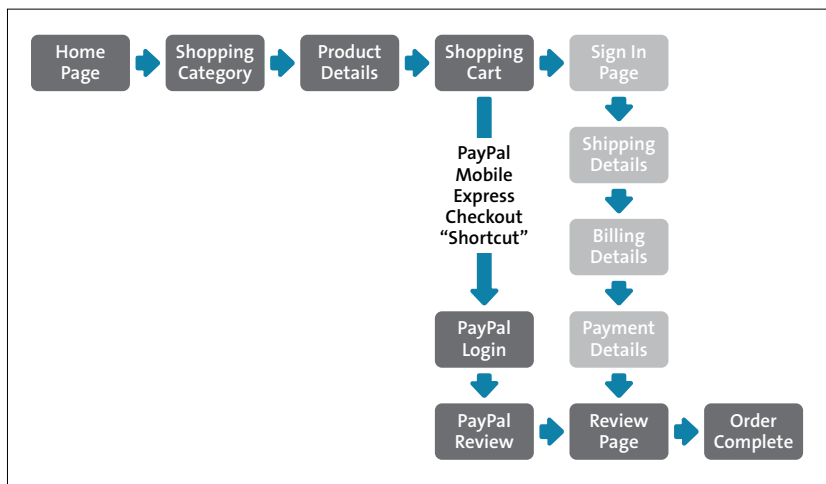 Home
Page
Shopping
Category
Product
Details
Shopping
Cart
Sign In
Page
Shipping
Details
Billing
Details
Payment
Details
PayPal
Mobile
Express
Checkout
“Shortcut”
PayPal
Login
PayPal
Review
Review
Page
Order
Complete